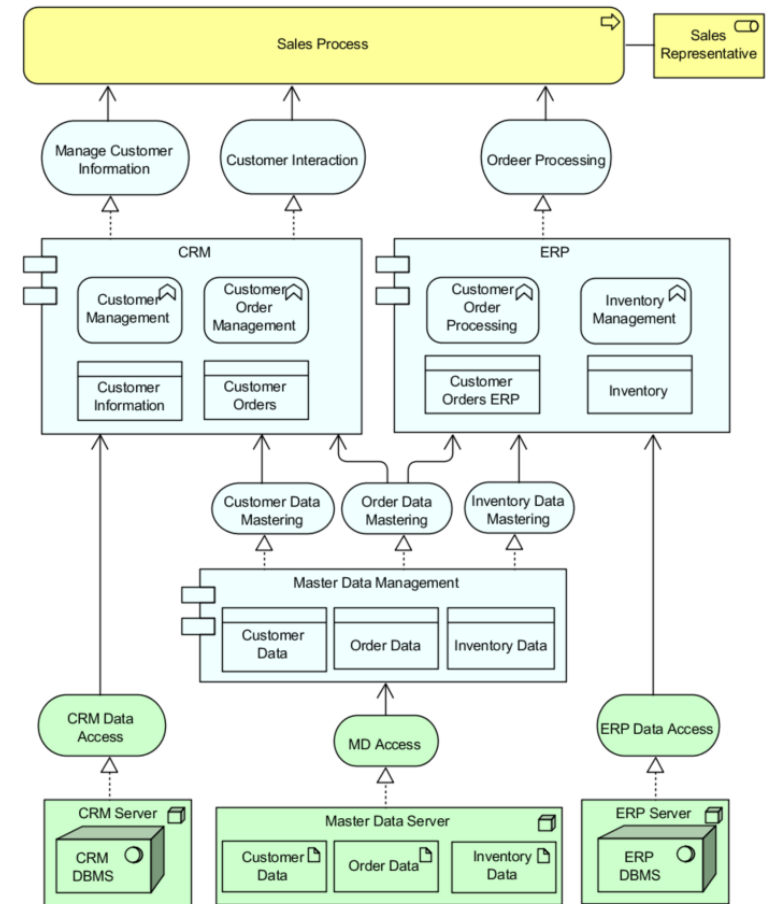 Sales Process
Sales
Representative
Manage Customer
Information
Customer Interaction
Ordeer Processing
CRM
Customer
Management
Customer
Order
Management
Customer
Information
Customer
Orders
ERP
Customer
Order
Processing
Inventory
Management
Customer
Orders ERP
Inventory
Customer Data
Mastering
Order Data
Mastering
Inventory Data
Mastering
Master Data Management
Customer
Data
Order Data
Inventory Data
CRM Data
Access
MD Access
ERP Data Access
CRM Server
CRM
DBMS
Master Data Server
Customer
Data
Order Data
Inventory
Data
ERP Server
ERP
DBMS